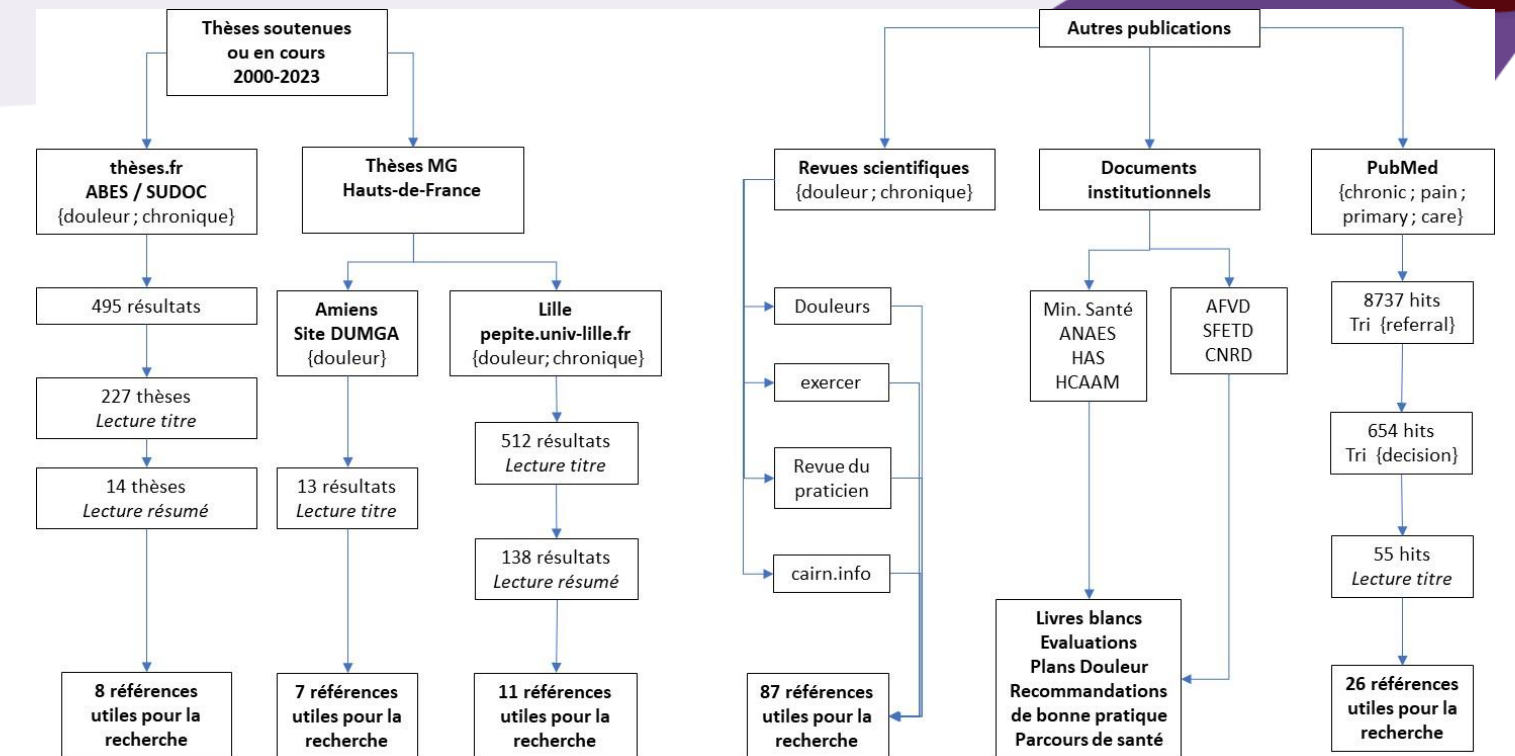 Thèses soutenues
ou en cours
2000-2023
thèses.fr
ABES / SUDOC
{douleur ; chronique}
495 résultats
227 thèses
Lecture titre
14 thèses
Lecture résumé
8 références
utiles pour la
recherche
Thèses MG
Hauts-de-France
Amiens
Site DUMGA
{douleur}
13 résultats
Lecture titre
7 références
utiles pour la
recherche
Lille
pepite.univ-lille.fr
{douleur; chronique}
512 résultats
Lecture titre
138 résultats
Lecture résumé
11 références
utiles pour la
recherche
Autres publications
Revues scientifiques
{douleur ; chronique}
Douleurs
exercer
Revue du
praticien
cairn.info
87 références
utiles pour la
recherche
Documents
institutionnels
Min. Santé
ANAES
HAS
HCAAM
AFVD
SFETD
CNRD
Livres blancs
Evaluations
Plans Douleur
Recommandations
de bonne pratique
Parcours de santé
PubMed
{chronic ; pain ;
primary ; care}
8737 hits
Tri {referral}
654 hits
Tri {decision}
55 hits
Lecture titre
26 références
utiles pour la
recherche